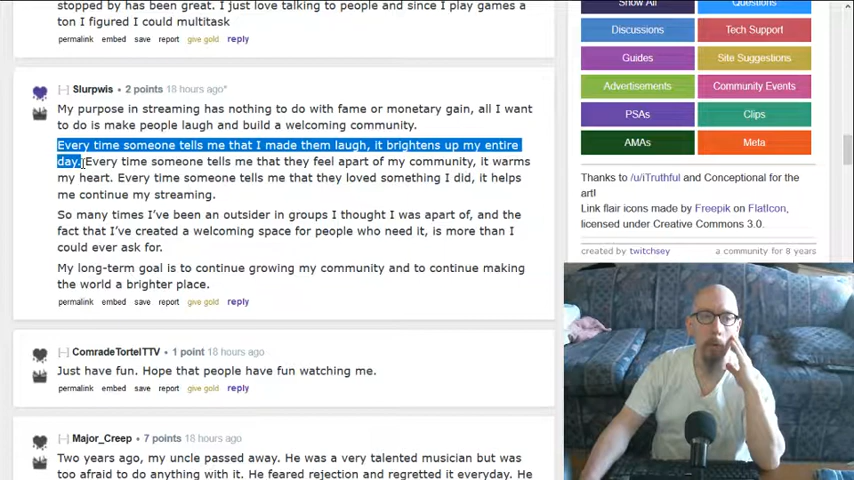 stopped by has been great. I just love talking to people and since I play games a
ton I figured I could multitask
permalink embed save report give gold reply
[–] Slurpwis • 2 points 18 hours ago*
My purpose in streaming has nothing to do with fame or monetary gain, all I want
to do is make people laugh and build a welcoming community.
Every time someone tells me that I made them laugh, it brightens up my entire
day. Every time someone tells me that they feel apart of my community, it warms
my heart. Every time someone tells me that they loved something I did, it helps
me continue my streaming.
So many times I've been an outsider in groups I thought I was apart of, and the
fact that I've created a welcoming space for people who need it, is more than I
could ever ask for.
My long-term goal is to continue growing my community and to continue making
the world a brighter place.
permalink embed save report give gold reply
[–] ComradeTortelTTV • 1 point 18 hours ago
Just have fun. Hope that people have fun watching me.
permalink embed save report give gold reply
[–] Major_Creep • 7 points 18 hours ago
Two years ago, my uncle passed away. He was a very talented musician but was
too afraid to do anything with it. He feared rejection and regretted it everyday. He
Show All Questions
Discussions Tech Support
Guides Site Suggestions
Advertisements Community Events
PSAs Clips
AMAs Meta
Thanks to /u/iTruthful and Conceptional for the
art!
Link flair icons made by Freepik on FlatIcon,
licensed under Creative Commons 3.0.
created by twitchsey a community for 8 years